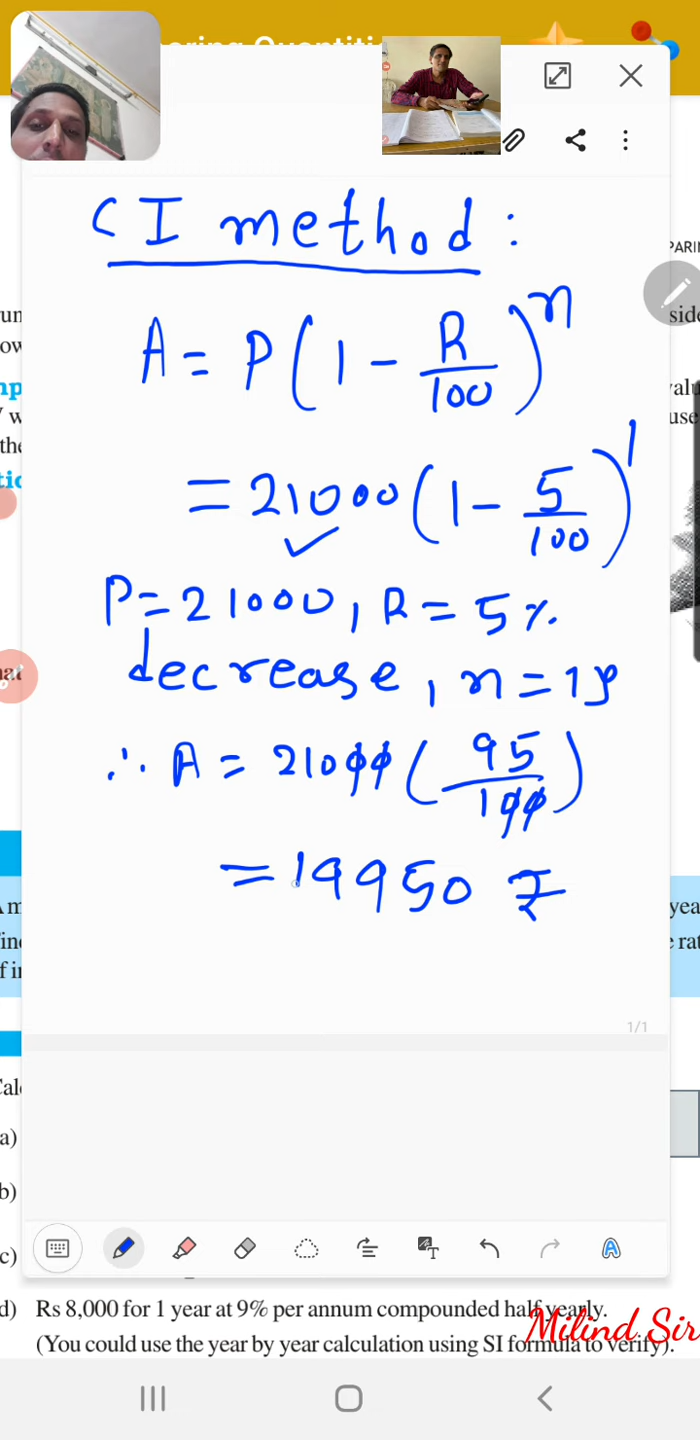 CI method :
A = P(1 - R/100)^n
= 21000(1 - 5/100)^1
P = 21000, R = 5%
decrease, n = 1y
∴ A = 21000(95/100)
= 19950 ₹
1/1
a)
b)
c)
d) Rs 8,000 for 1 year at 9% per annum compounded half yearly.
(You could use the year by year calculation using SI formula to verify).
Milind Sir